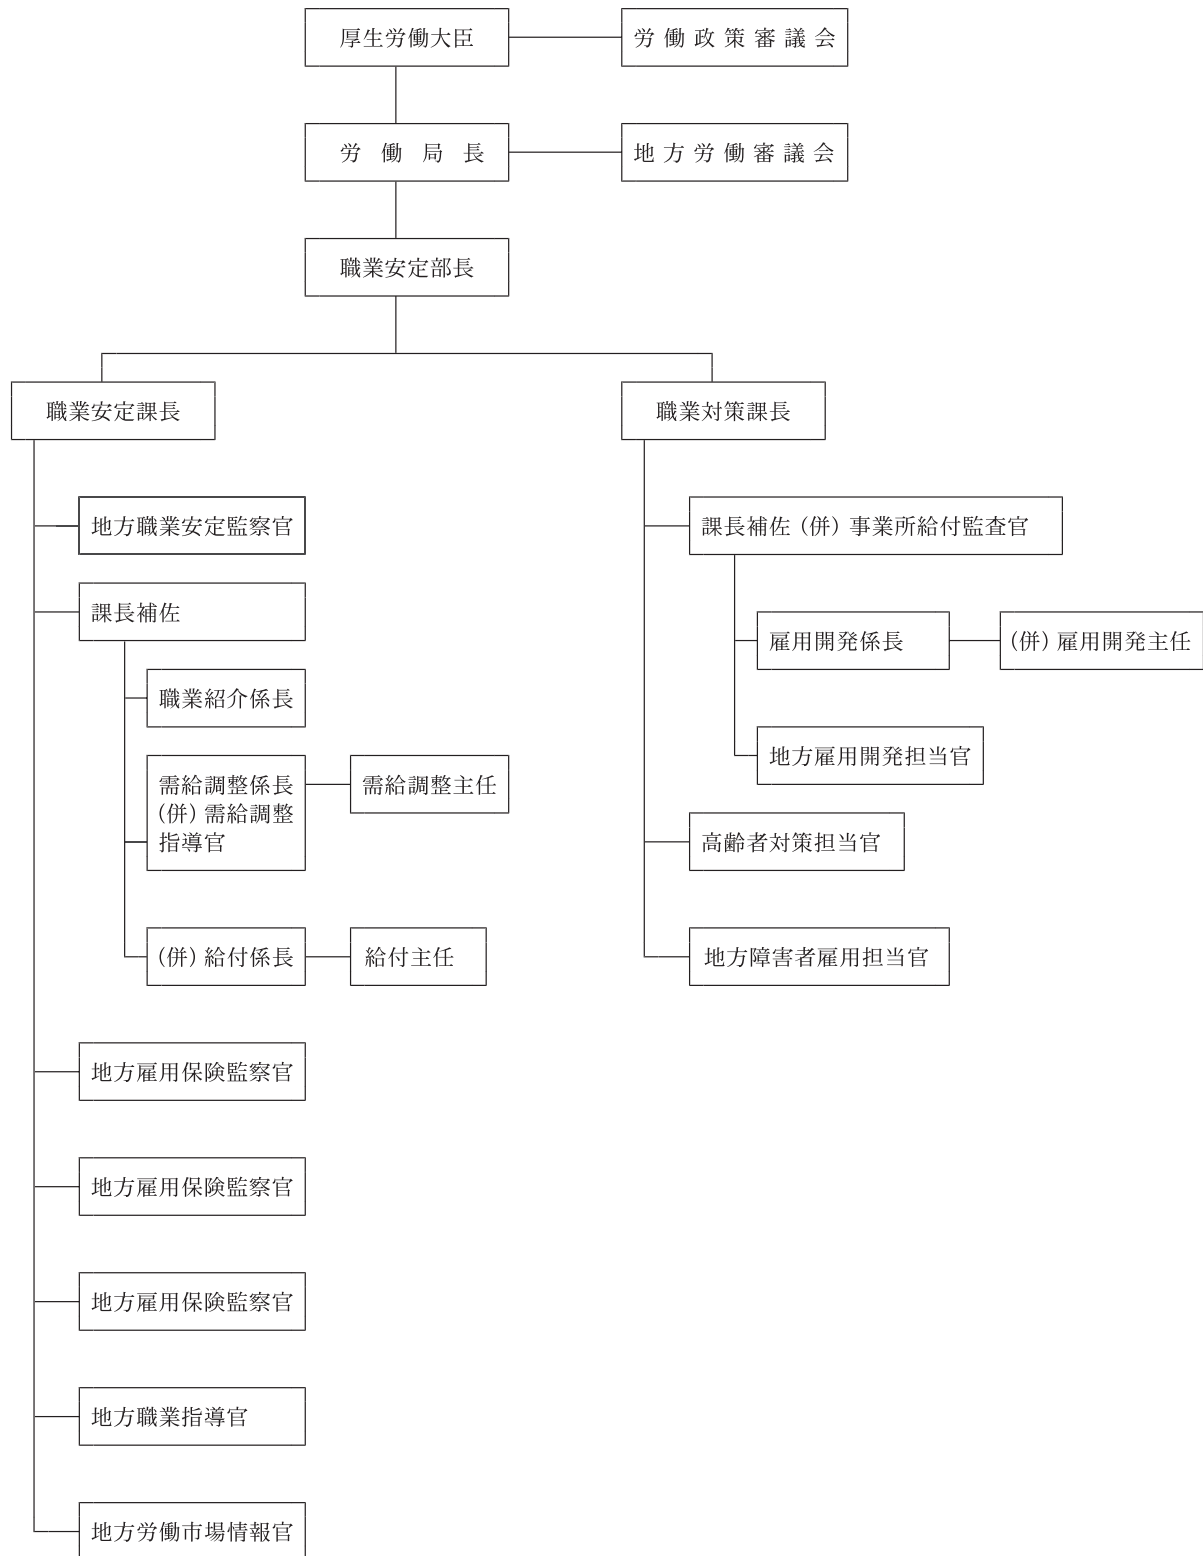 厚生労働大臣
労働政策審議会
労働局長
地方労働審議会
職業安定部長
職業安定課長
職業対策課長
地方職業安定監察官
課長補佐
職業紹介係長
需給調整係長
（併）需給調整
指導官
需給調整主任
（併）給付係長
給付主任
地方雇用保険監察官
地方雇用保険監察官
地方雇用保険監察官
地方職業指導官
地方労働市場情報官
課長補佐（併）事業所給付監査官
雇用開発係長
（併）雇用開発主任
地方雇用開発担当官
高齢者対策担当官
地方障害者雇用担当官